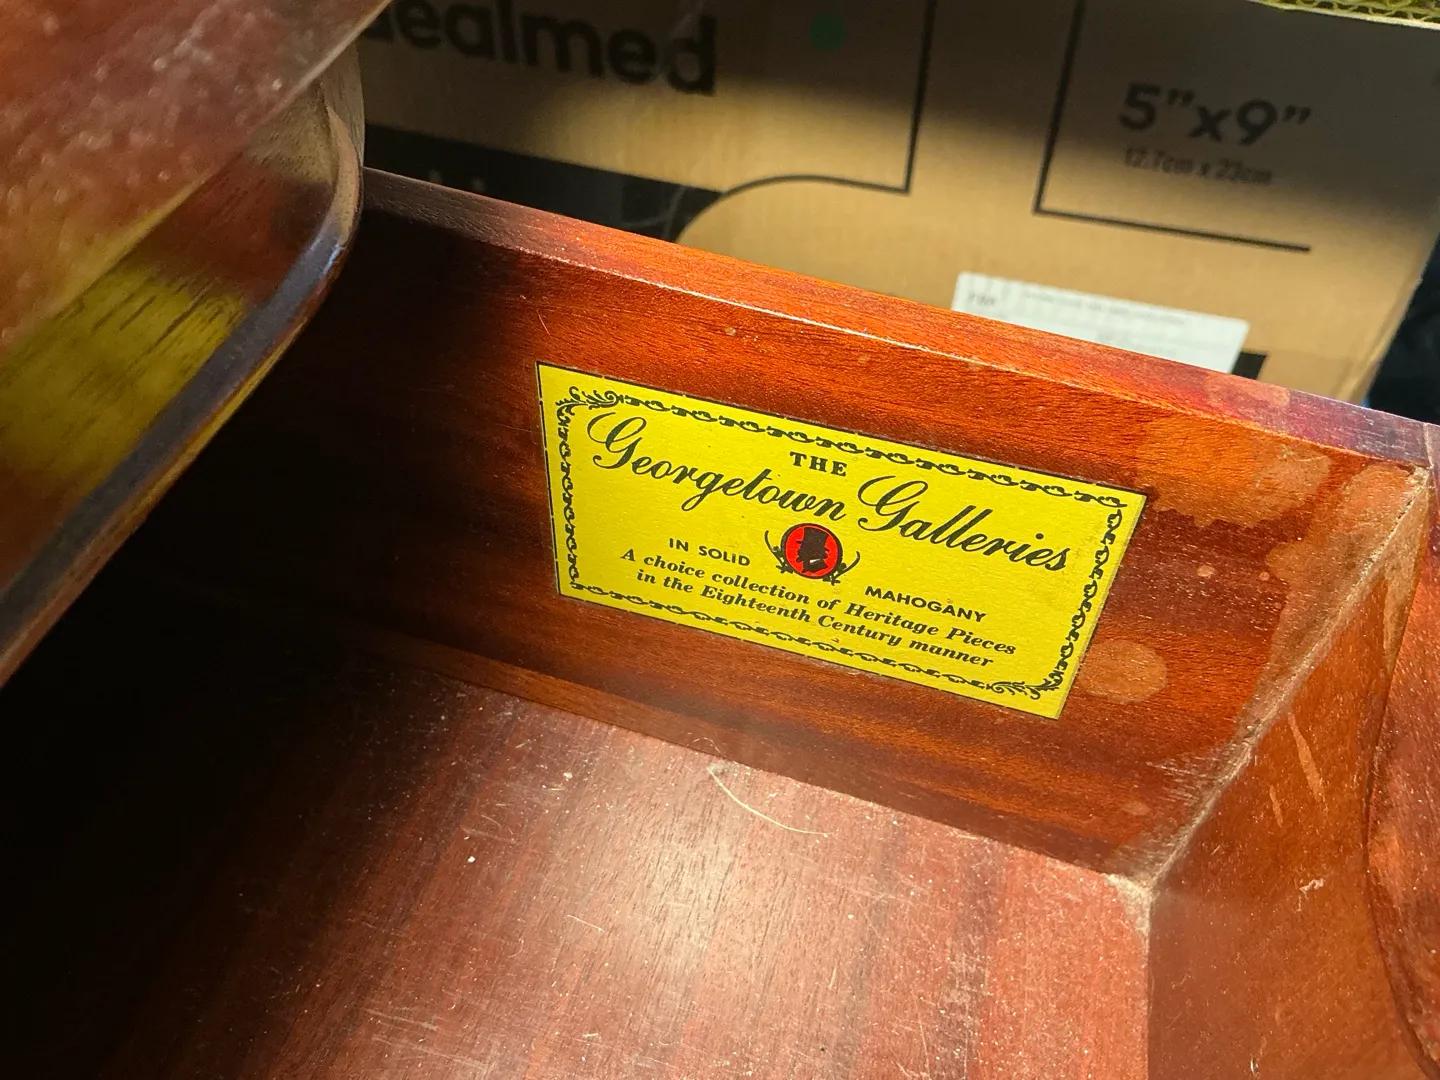 dealmed
5"x9"
12.7cm x 23cm
THE
Georgetown Galleries
IN SOLID MAHOGANY
A choice collection of Heritage Pieces
in the Eighteenth Century manner